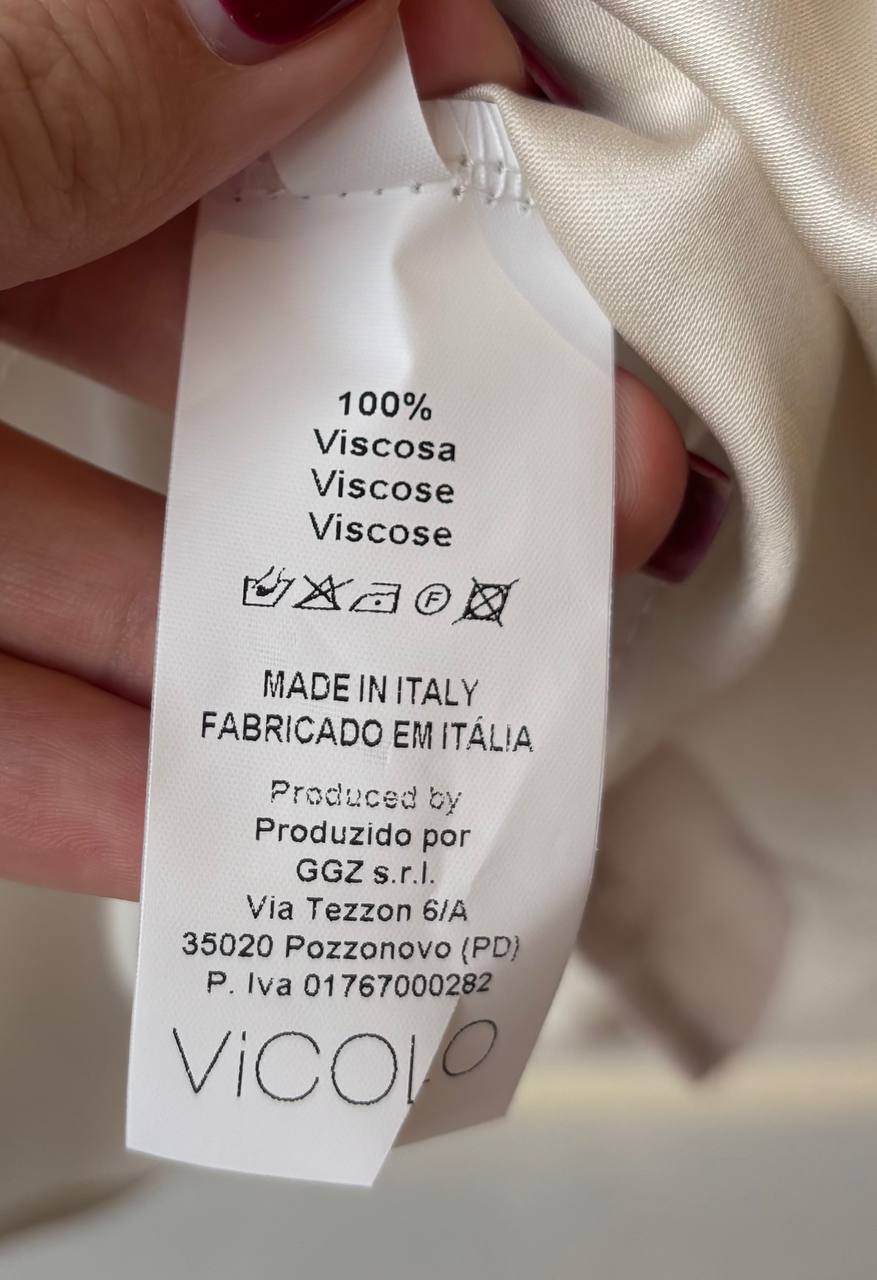 100%
Viscosa
Viscose
Viscose
F
MADE IN ITALY
FABRICADO EM ITÁLIA
Produced by
Produzido por
GGZ s.r.l.
Via Tezzon 6/A
35020 Pozzonovo (PD)
P. Iva 01767000282
ViCOLO